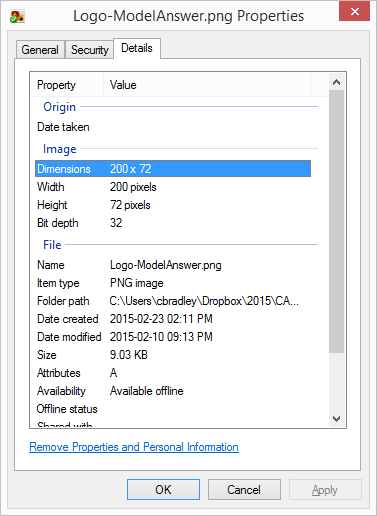 Logo-ModelAnswer.png Properties
General Security Details
Property Value
Origin
Date taken
Image
Dimensions 200 x 72
Width 200 pixels
Height 72 pixels
Bit depth 32
File
Name Logo-ModelAnswer.png
Item type PNG image
Folder path C:\Users\cbradley\Dropbox\2015\CA...
Date created 2015-02-23 02:11 PM
Date modified 2015-02-10 09:13 PM
Size 9.03 KB
Attributes A
Availability Available offline
Offline status
Shared with
Remove Properties and Personal Information
OK Cancel Apply